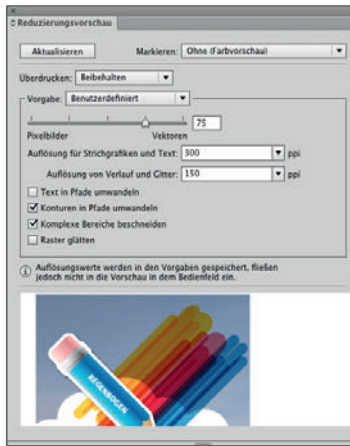 Reduzierungsvorschau
Aktualisieren
Markieren: Ohne (Farbvorschau)
Überdrucken: Beibehalten
Vorgabe: Benutzerdefiniert
75
Pixelbilder Vektoren
Auflösung für Strichgrafiken und Text: 300 ppi
Auflösung von Verlauf und Gitter: 150 ppi
Text in Pfade umwandeln
Konturen in Pfade umwandeln
Komplexe Bereiche beschneiden
Raster glätten
Auflösungswerte werden in den Vorgaben gespeichert, fließen
jedoch nicht in die Vorschau in dem Bedienfeld ein.
REGENBOGEN